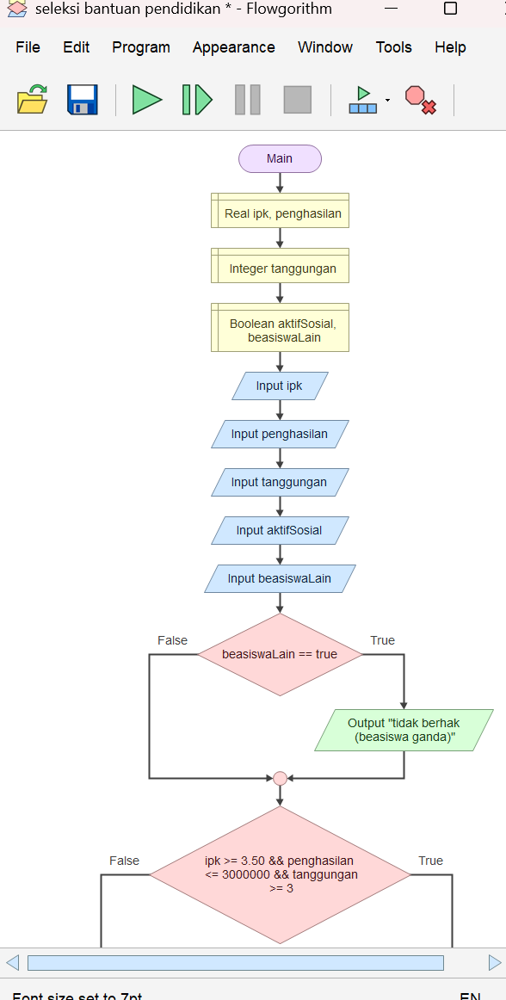 seleksi bantuan pendidikan * - Flowgorithm
File Edit Program Appearance Window Tools Help
Main
Real ipk, penghasilan
Integer tanggungan
Boolean aktifSosial,
beasiswaLain
Input ipk
Input penghasilan
Input tanggungan
Input aktifSosial
Input beasiswaLain
False
True
beasiswaLain == true
Output "tidak berhak
(beasiswa ganda)"
False
True
ipk >= 3.50 && penghasilan
<= 3000000 && tanggungan
>= 3
Font size set to 7pt
EN